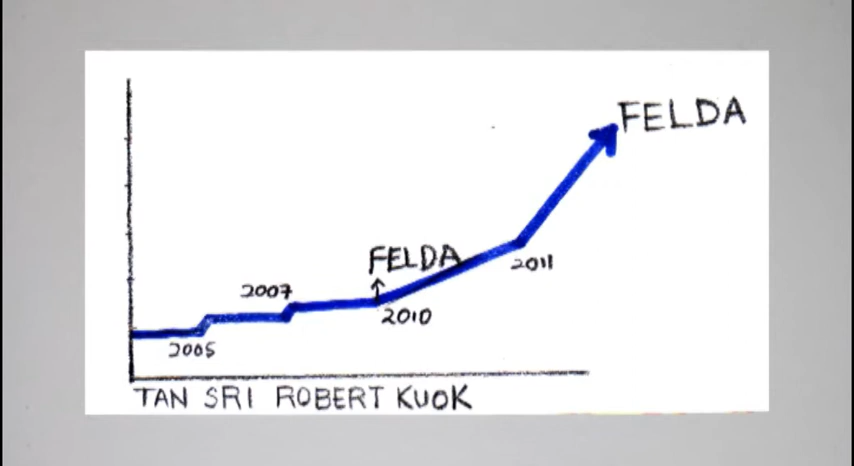 FELDA
FELDA
2011
2007
2010
2005
TAN SRI ROBERT KUOK